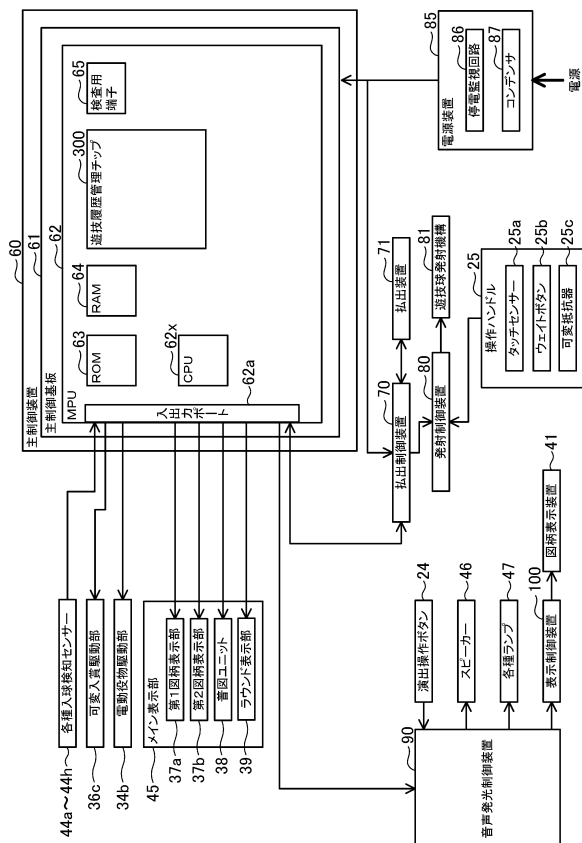 60
61
62
主制御装置
主制御基板
MPU
63
ROM
64
RAM
300
遊技履歴管理チップ
65
検査用
端子
62x
CPU
62a
入出力ポート
85
電源装置
86
停電監視回路
87
コンデンサ
電源
44a～44h
各種入球検知センサー
36c
可変入賞駆動部
34b
電動役物駆動部
45
メイン表示部
37a
第1図柄表示部
37b
第2図柄表示部
38
普図ユニット
39
ラウンド表示部
70
払出制御装置
71
払出装置
80
発射制御装置
81
遊技球発射機構
25
操作ハンドル
25a
タッチセンサー
25b
ウェイトボタン
25c
可変抵抗器
90
音声発光制御装置
24
演出操作ボタン
46
スピーカー
47
各種ランプ
100
表示制御装置
41
図柄表示装置